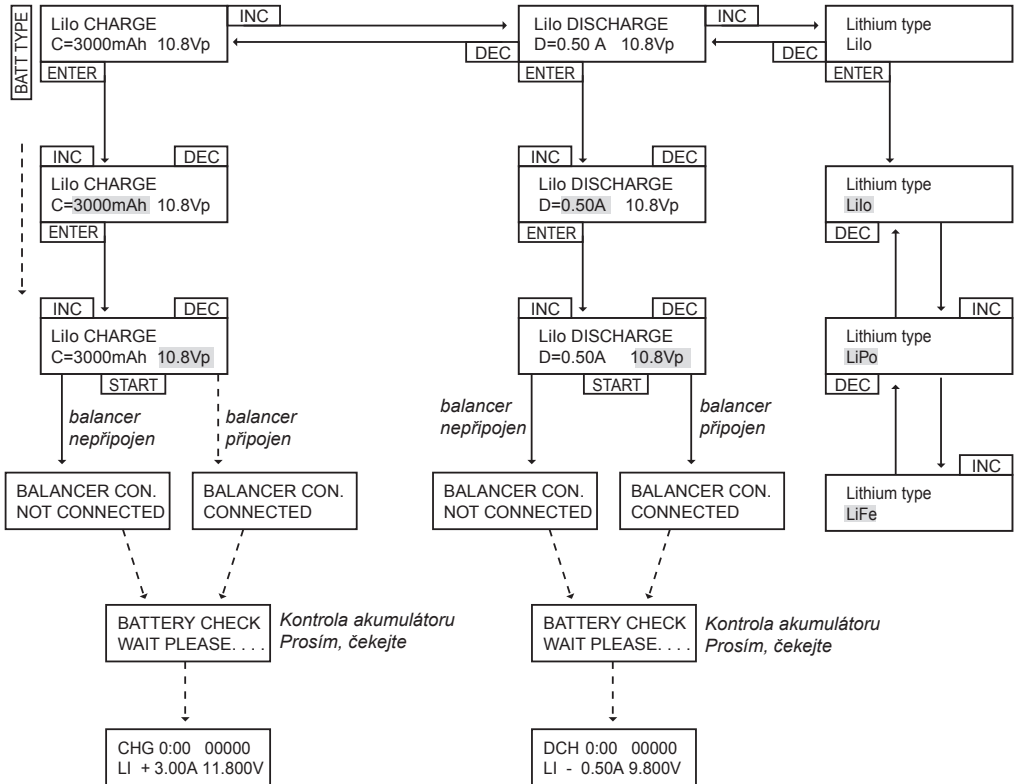 BATT TYPE
LiIo CHARGE
C=3000mAh 10.8Vp
INC
ENTER
LiIo DISCHARGE
D=0.50 A 10.8Vp
DEC
INC
ENTER
Lithium type
LiIo
DEC
ENTER
INC
DEC
LiIo CHARGE
C=3000mAh 10.8Vp
ENTER
INC
DEC
LiIo DISCHARGE
D=0.50A 10.8Vp
ENTER
Lithium type
LiIo
DEC
INC
DEC
LiIo CHARGE
C=3000mAh 10.8Vp
START
INC
DEC
LiIo DISCHARGE
D=0.50A 10.8Vp
START
INC
Lithium type
LiPo
DEC
balancer
nepřipojen
balancer
připojen
balancer
nepřipojen
balancer
připojen
INC
Lithium type
LiFe
BALANCER CON.
NOT CONNECTED
BALANCER CON.
CONNECTED
BALANCER CON.
NOT CONNECTED
BALANCER CON.
CONNECTED
BATTERY CHECK
WAIT PLEASE. . . .
Kontrola akumulátoru
Prosím, čekejte
BATTERY CHECK
WAIT PLEASE. . . .
Kontrola akumulátoru
Prosím, čekejte
CHG 0:00 00000
LI + 3.00A 11.800V
DCH 0:00 00000
LI - 0.50A 9.800V